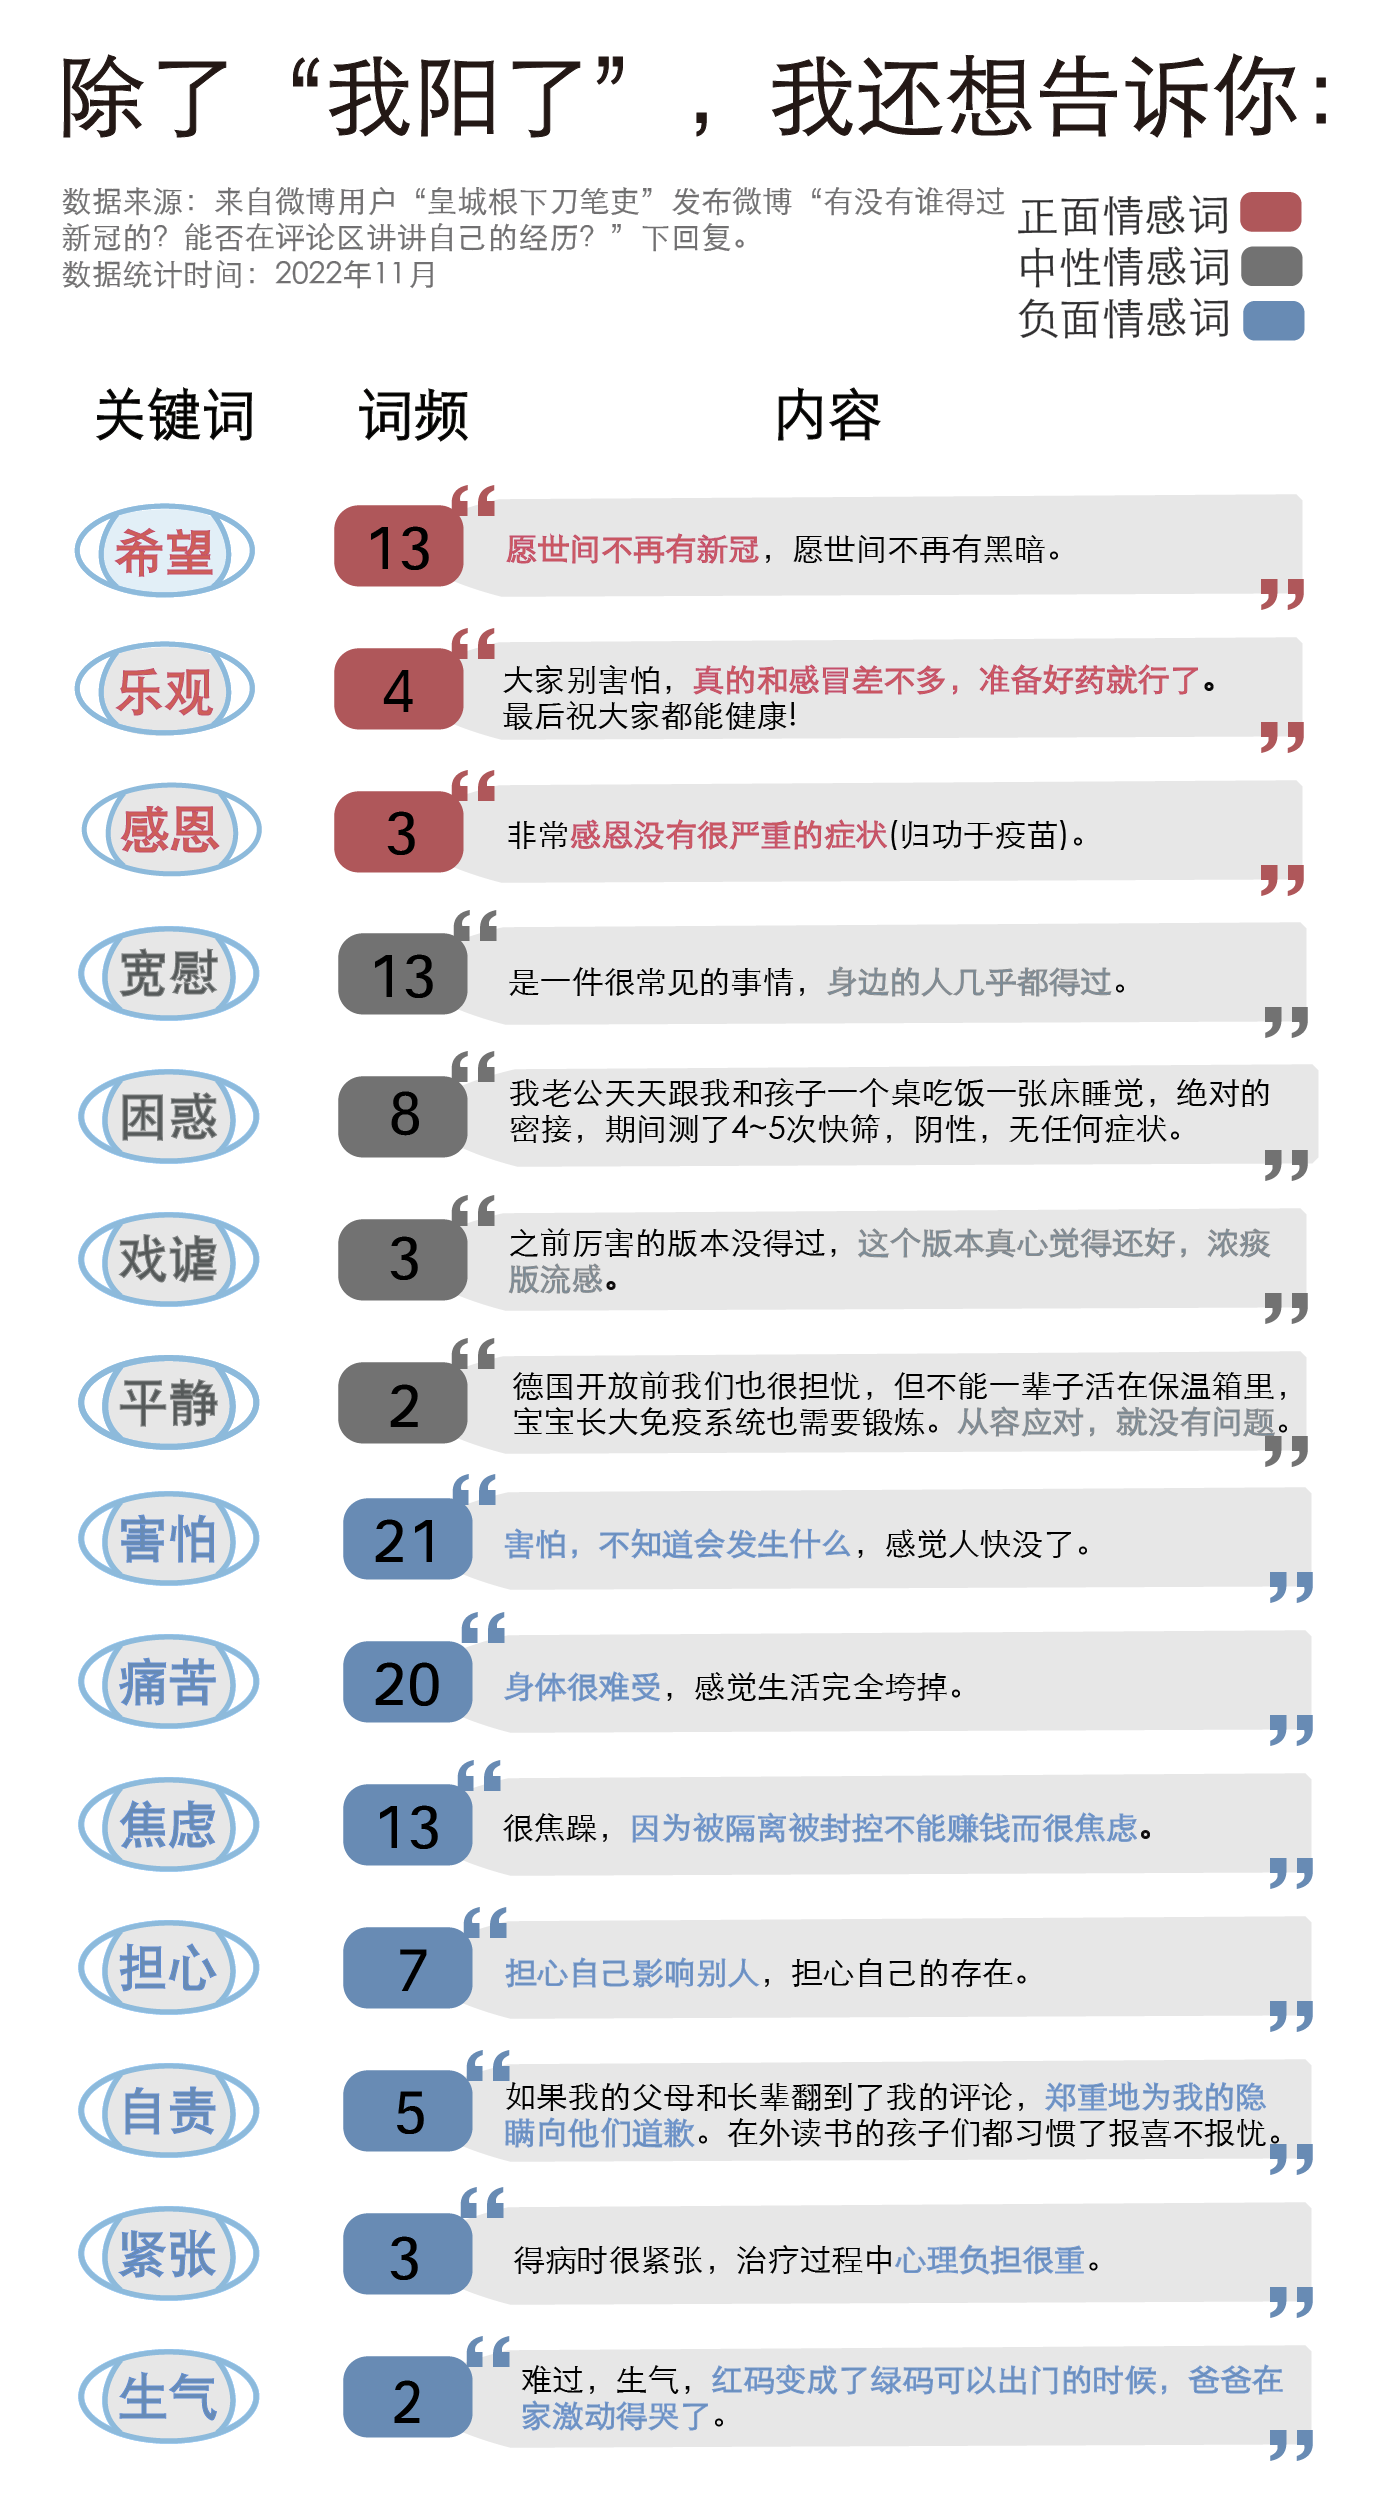 除了“我阳了”，我还想告诉你：
数据来源：来自微博用户“皇城根下刀笔吏”发布微博“有没有谁得过
新冠的？能否在评论区讲讲自己的经历？”下回复。
数据统计时间：2022年11月
正面情感词
中性情感词
负面情感词
关键词 词频 内容
希望 13 “愿世间不再有新冠，愿世间不再有黑暗。”
乐观 4 “大家别害怕，真的和感冒差不多，准备好药就行了。
最后祝大家都能健康!”
感恩 3 “非常感恩没有很严重的症状(归功于疫苗)。”
宽慰 13 “是一件很常见的事情，身边的人几乎都得过。”
困惑 8 “我老公天天跟我和孩子一个桌吃饭一张床睡觉，绝对的
密接，期间测了4~5次快筛，阴性，无任何症状。”
戏谑 3 “之前厉害的版本没得过，这个版本真心觉得还好，浓痰
版流感。”
平静 2 “德国开放前我们也很担忧，但不能一辈子活在保温箱里，
宝宝长大免疫系统也需要锻炼。从容应对，就没有问题。”
害怕 21 “害怕，不知道会发生什么，感觉人快没了。”
痛苦 20 “身体很难受，感觉生活完全垮掉。”
焦虑 13 “很焦躁，因为被隔离被封控不能赚钱而很焦虑。”
担心 7 “担心自己影响别人，担心自己的存在。”
自责 5 “如果我的父母和长辈翻到了我的评论，郑重地为我的隐
瞒向他们道歉。在外读书的孩子们都习惯了报喜不报忧。”
紧张 3 “得病时很紧张，治疗过程中心理负担很重。”
生气 2 “难过，生气，红码变成了绿码可以出门的时候，爸爸在
家激动得哭了。”